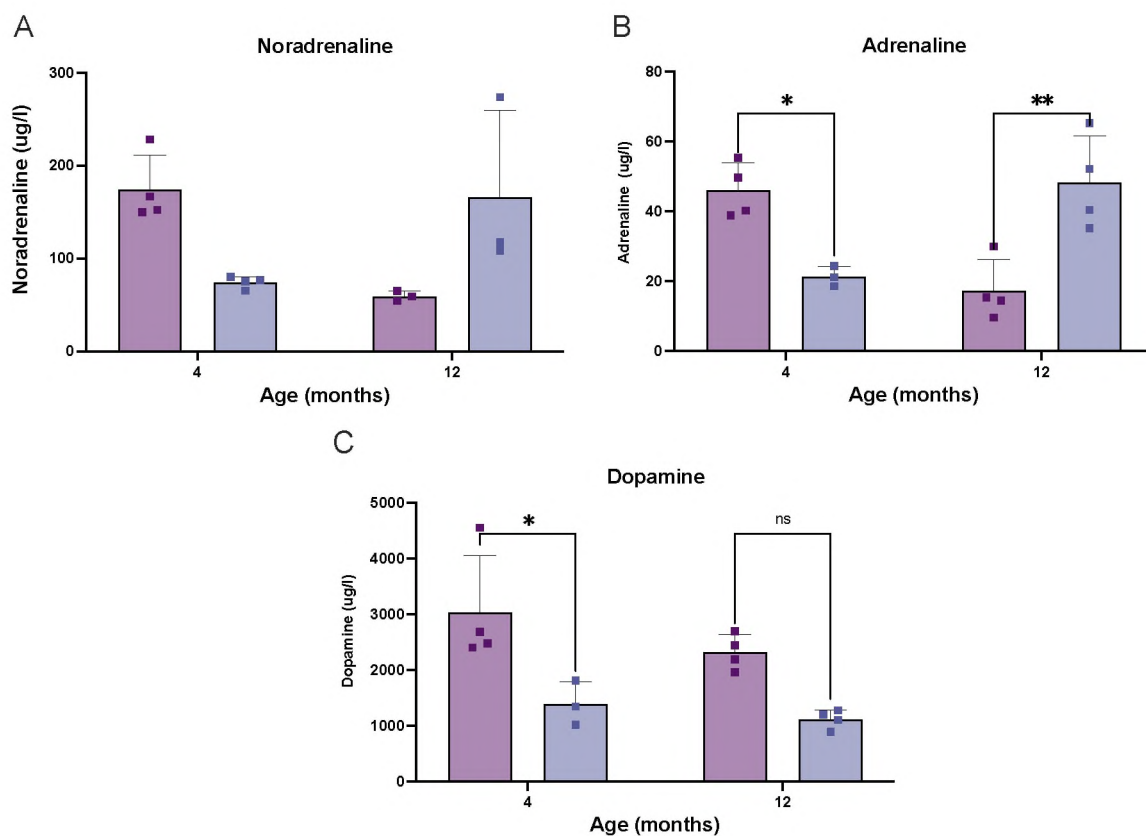 A
Noradrenaline
Noradrenaline (ug/l)
300
200
100
0
4
12
Age (months)
B
Adrenaline
Adrenaline (ug/l)
80
60
40
20
0
*
**
4
12
Age (months)
C
Dopamine
Dopamine (ug/l)
5000
4000
3000
2000
1000
0
*
ns
4
12
Age (months)